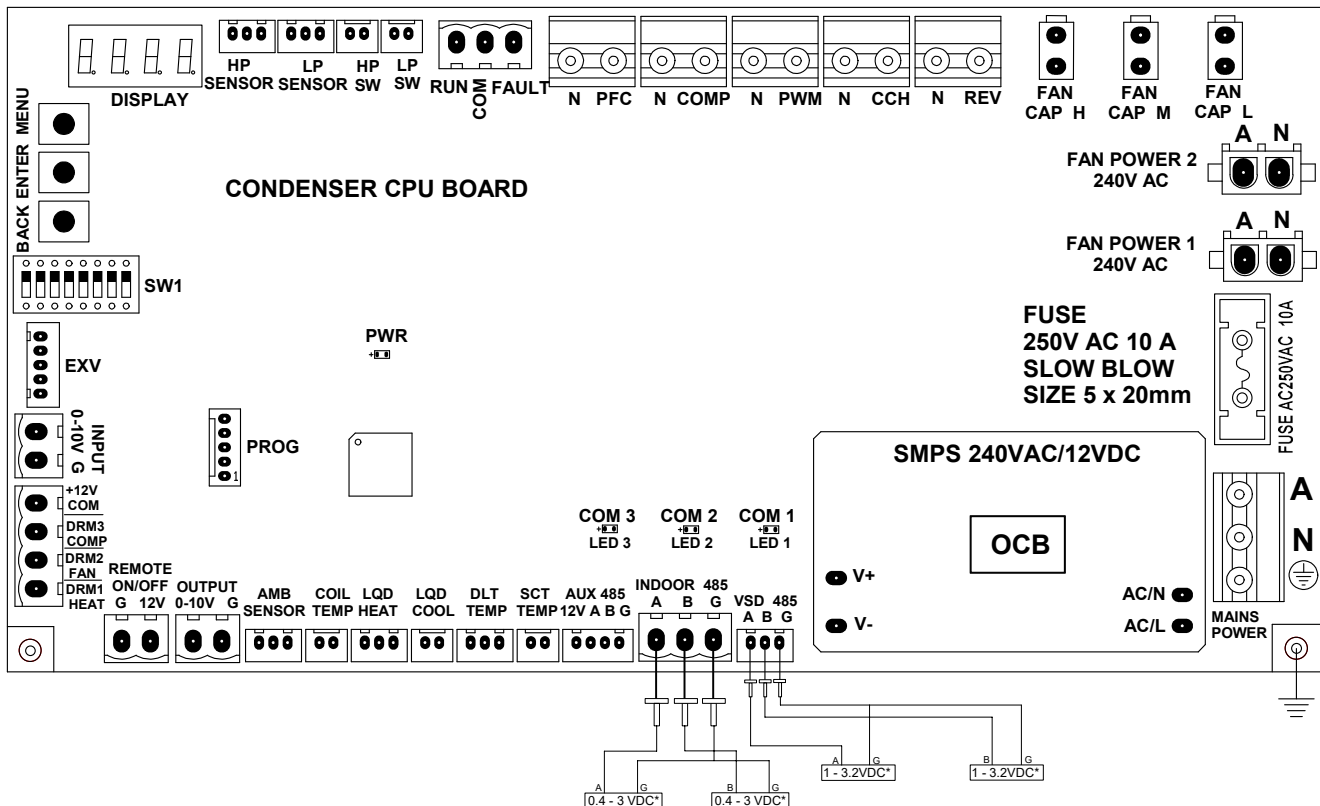 DISPLAY
HP
SENSOR
LP
SENSOR
HP
SW
LP
SW
RUN
COM
FAULT
N PFC
N COMP
N PWM
N CCH
N REV
FAN
CAP H
FAN
CAP M
FAN
CAP L
A N
FAN POWER 2
240V AC
A N
FAN POWER 1
240V AC
BACK ENTER MENU
CONDENSER CPU BOARD
SW1
EXV
PWR
+
PROG
1
INPUT
0-10V G
FUSE
250V AC 10 A
SLOW BLOW
SIZE 5 x 20mm
FUSE AC250VAC 10A
SMPS 240VAC/12VDC
OCB
V+
V-
AC/N
AC/L
A
N
MAINS
POWER
COM 3
+
LED 3
COM 2
+
LED 2
COM 1
+
LED 1
+12V
COM
DRM3
COMP
DRM2
FAN
DRM1
HEAT
REMOTE
ON/OFF
G 12V
OUTPUT
0-10V G
AMB
SENSOR
COIL
TEMP
LQD
HEAT
LQD
COOL
DLT
TEMP
SCT
TEMP
AUX 485
12V A B G
INDOOR 485
A B G
VSD 485
A B G
A G
1 - 3.2VDC*
B G
1 - 3.2VDC*
A G
0.4 - 3 VDC*
B G
0.4 - 3 VDC*